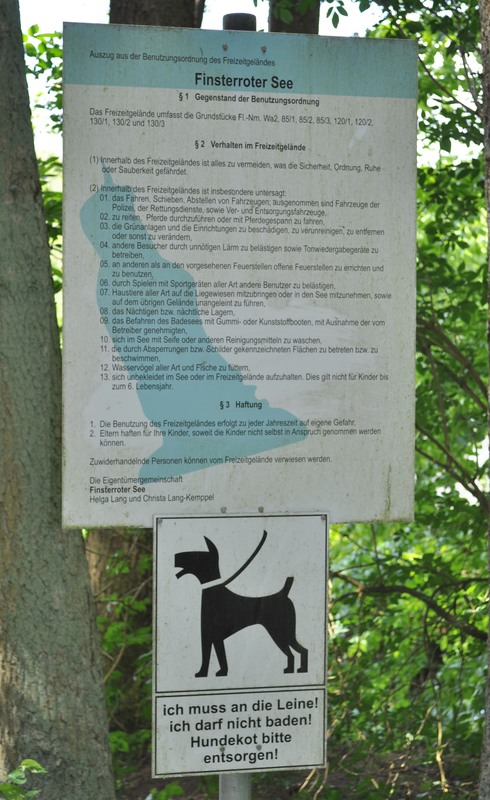 Auszug aus der Benutzungsordnung des Freizeitgeländes
Finsterroter See
§ 1 Gegenstand der Benutzungsordnung
Das Freizeitgelände umfasst die Grundstücke Fl.-Nm. Wa2, 85/1, 85/2, 85/3, 120/1, 120/2,
130/1, 130/2 und 130/3
§ 2 Verhalten im Freizeitgelände
(1) Innerhalb des Freizeitgeländes ist alles zu vermeiden, was die Sicherheit, Ordnung, Ruhe
oder Sauberkeit gefährdet.
(2) Innerhalb des Freizeitgeländes ist insbesondere untersagt:
01. das Fahren, Schieben, Abstellen von Fahrzeugen; ausgenommen sind Fahrzeuge der
Polizei, der Rettungsdienste, sowie Ver- und Entsorgungsfahrzeuge,
02. zu reiten, Pferde durchzuführen oder mit Pferdegespann zu fahren,
03. die Grünanlagen und die Einrichtungen zu beschädigen, zu verunreinigen, zu entfernen
oder sonst zu verändern,
04. andere Besucher durch unnötigen Lärm zu belästigen sowie Tonwiedergabegeräte zu
betreiben,
05. an anderen als an den vorgesehenen Feuerstellen offene Feuerstellen zu errichten und
zu benutzen,
06. durch Spielen mit Sportgeräten aller Art andere Benutzer zu belästigen,
07. Haustiere aller Art auf die Liegewiesen mitzubringen oder in den See mitzunehmen, sowie
auf dem übrigen Gelände unangeleint zu führen,
08. das Nächtigen bzw. nächtliche Lagern,
09. das Befahren des Badesees mit Gummi- oder Kunststoffbooten, mit Ausnahme der vom
Betreiber genehmigten,
10. sich im See mit Seife oder anderen Reinigungsmitteln zu waschen,
11. die durch Absperrungen bzw. Schilder gekennzeichneten Flächen zu betreten bzw. zu
beschwimmen,
12. Wasservögel aller Art und Fische zu füttern,
13. sich unbekleidet im See oder im Freizeitgelände aufzuhalten. Dies gilt nicht für Kinder bis
zum 6. Lebensjahr.
§ 3 Haftung
1. Die Benutzung des Freizeitgeländes erfolgt zu jeder Jahreszeit auf eigene Gefahr.
2. Eltern haften für Ihre Kinder, soweit die Kinder nicht selbst in Anspruch genommen werden
können.
Zuwiderhandelnde Personen können vom Freizeitgelände verwiesen werden.
Die Eigentümergemeinschaft
Finsterroter See
Helga Lang und Christa Lang-Kemppel
ich muss an die Leine!
ich darf nicht baden!
Hundekot bitte
entsorgen!